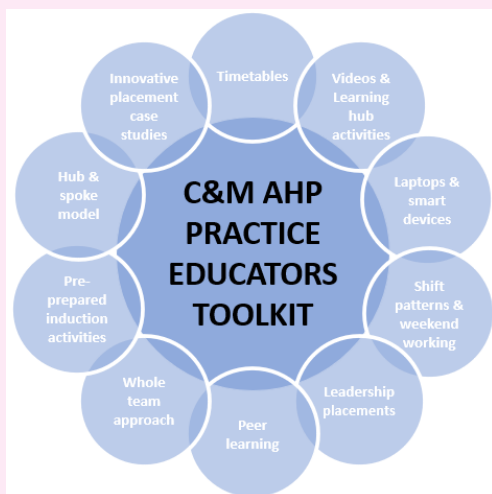 Timetables
Videos &
Learning
hub
activities
Laptops &
smart
devices
Shift
patterns &
weekend
working
Leadership
placements
Peer
learning
Whole
team
approach
Pre-
prepared
induction
activities
Hub &
spoke
model
Innovative
placement
case
studies
C&M AHP
PRACTICE
EDUCATORS
TOOLKIT